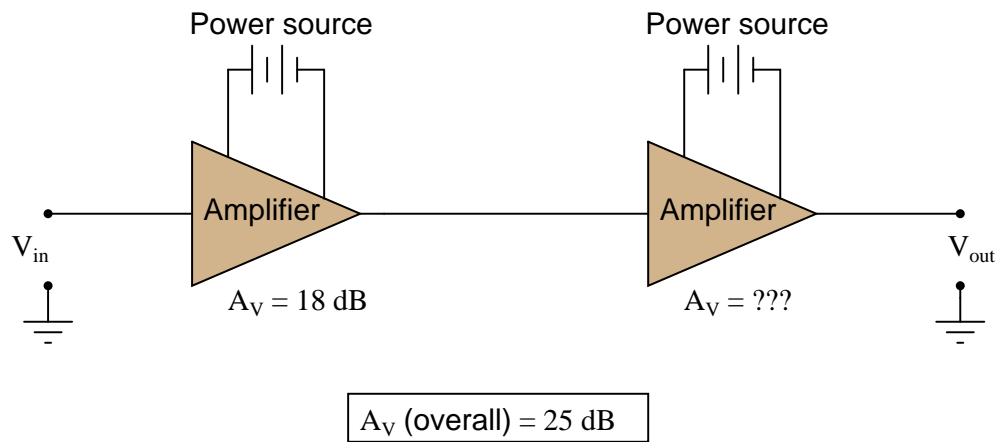 Power source Power source
Amplifier Amplifier
V_in V_out
A_V = 18 dB A_V = ???
A_V (overall) = 25 dB